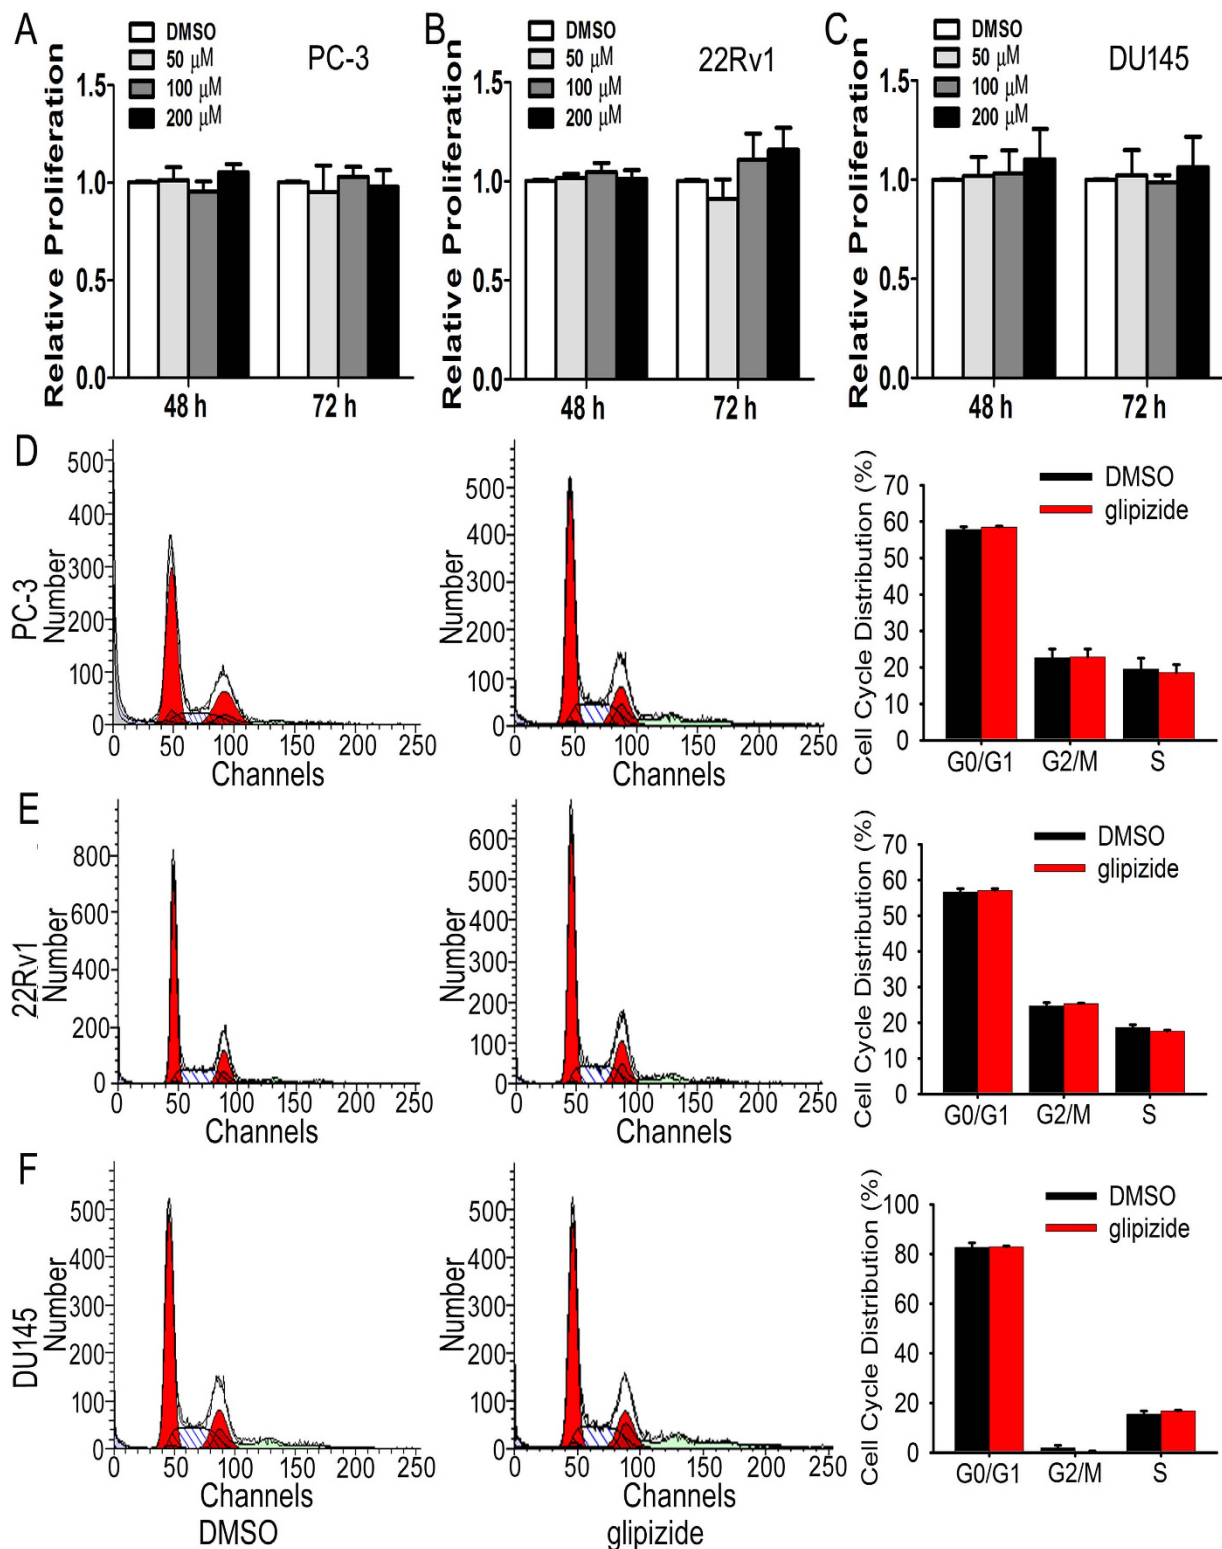 A
DMSO
50 μM
100 μM
200 μM
PC-3
Relative Proliferation
1.5
1.0
0.5
0.0
48 h
72 h
B
DMSO
50 μM
100 μM
200 μM
22Rv1
Relative Proliferation
1.5
1.0
0.5
0.0
48 h
72 h
C
DMSO
50 μM
100 μM
200 μM
DU145
Relative Proliferation
1.5
1.0
0.5
0.0
48 h
72 h
D
PC-3
Number
500
400
300
200
100
0
0 50 100 150 200 250
Channels
Number
500
400
300
200
100
0
0 50 100 150 200 250
Channels
Cell Cycle Distribution (%)
70
60
50
40
30
20
10
0
DMSO
glipizide
G0/G1 G2/M S
E
22Rv1
Number
800
600
400
200
0
0 50 100 150 200 250
Channels
Number
600
500
400
300
200
100
0
0 50 100 150 200 250
Channels
Cell Cycle Distribution (%)
70
60
50
40
30
20
10
0
DMSO
glipizide
G0/G1 G2/M S
F
DU145
Number
500
400
300
200
100
0
0 50 100 150 200 250
Channels
DMSO
Number
500
400
300
200
100
0
0 50 100 150 200 250
Channels
glipizide
Cell Cycle Distribution (%)
100
80
60
40
20
0
DMSO
glipizide
G0/G1 G2/M S